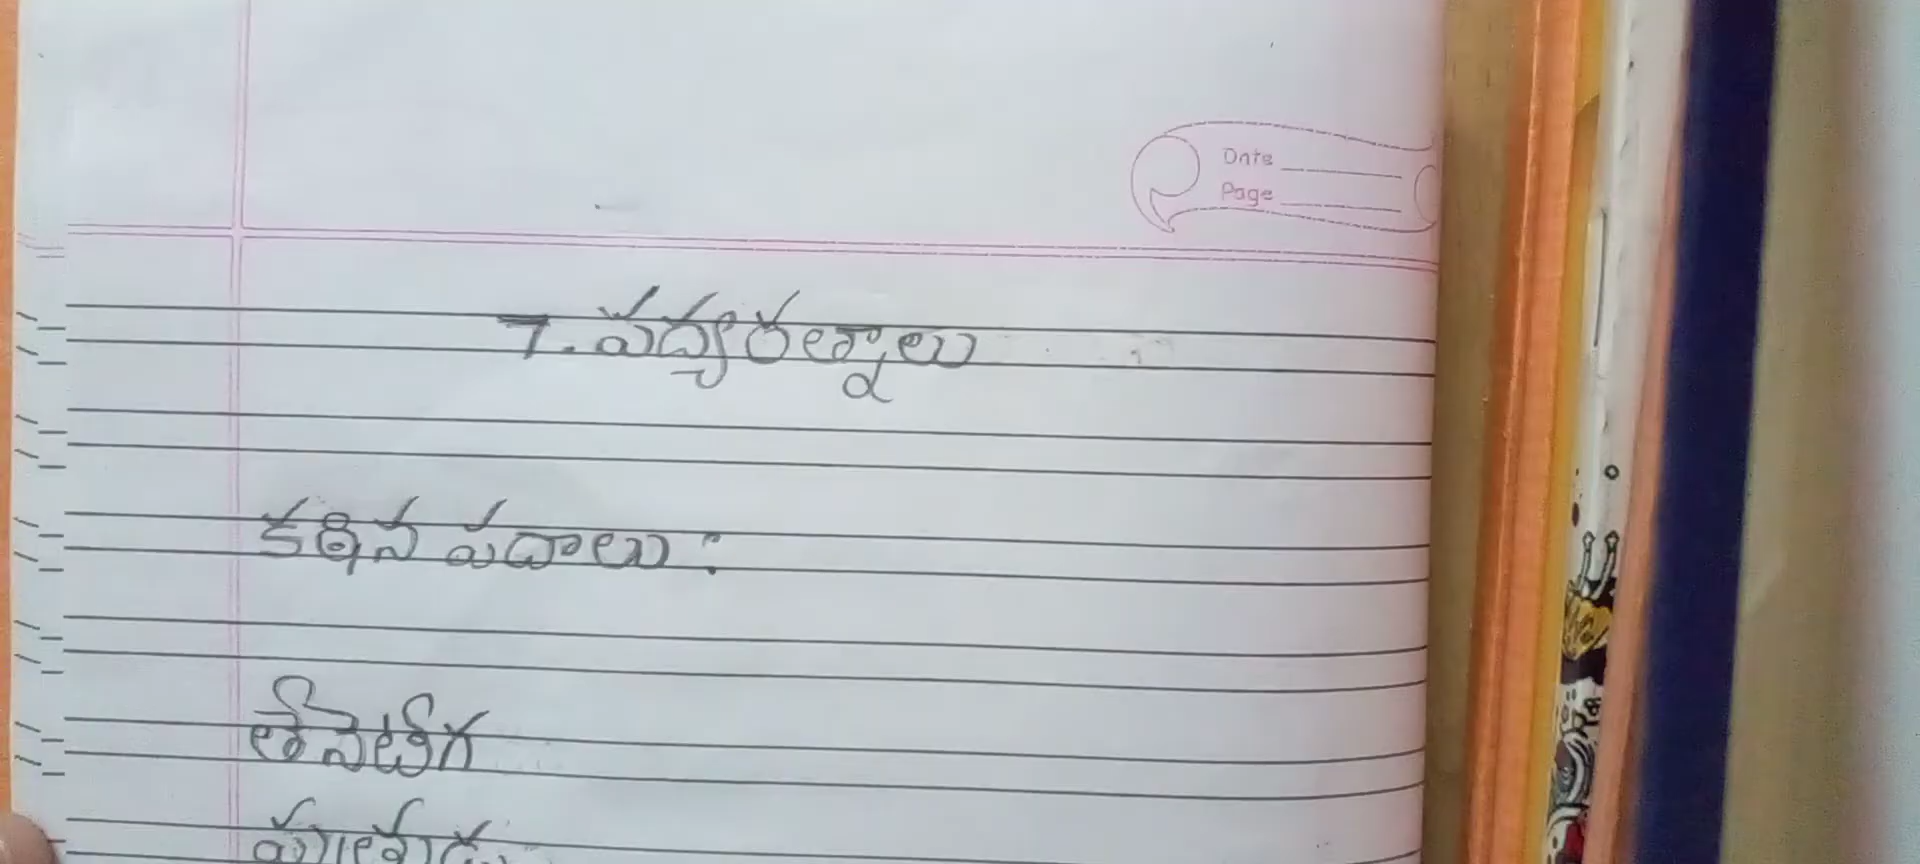 Date
Page
7. పద్యరత్నాలు
కఠిన పదాలు :
తేనెటీగ